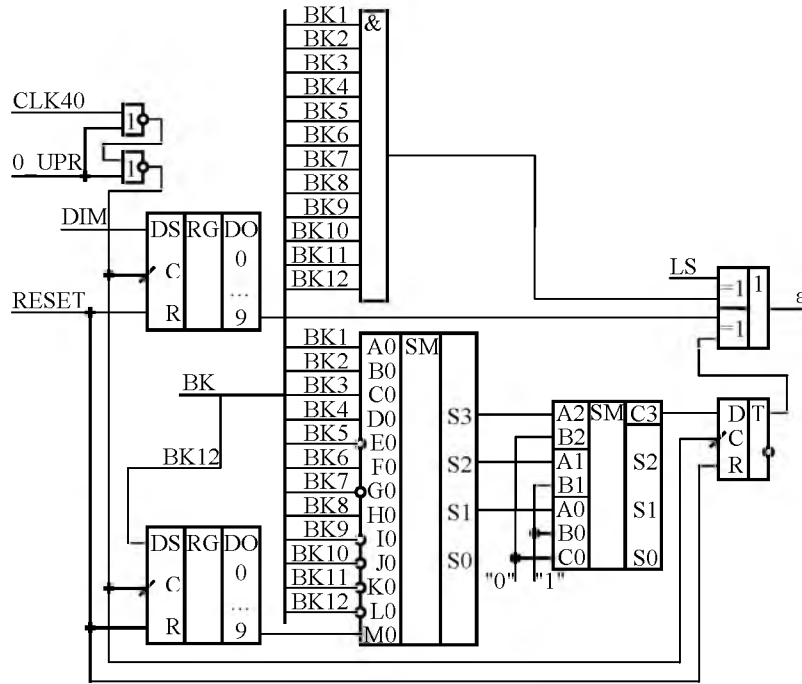 BK1
BK2
BK3
BK4
BK5
BK6
BK7
BK8
BK9
BK10
BK11
BK12
&
CLK40
1
0_UPR
1
DIM
DS RG DO
0
C
...
R
9
RESET
LS
=1 1
=1
ε
BK
BK12
BK1
BK2
BK3
BK4
BK5
BK6
BK7
BK8
BK9
BK10
BK11
BK12
A0 SM
B0
C0
D0
E0
F0
G0
H0
I0
J0
K0
L0
M0
S3
S2
S1
S0
A2 SM C3
B2
A1
B1
A0
B0
C0
S2
S1
S0
"0" "1"
D T
C
R
DS RG DO
0
C
...
R
9